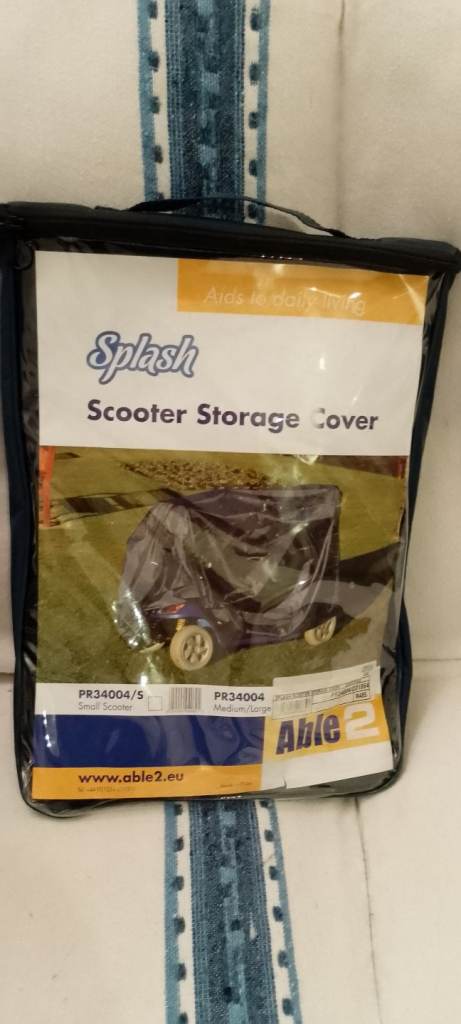 Aids to daily living
Splash
Scooter Storage Cover
PR34004/S
Small Scooter
PR34004
Medium/Large
Able2
www.able2.eu